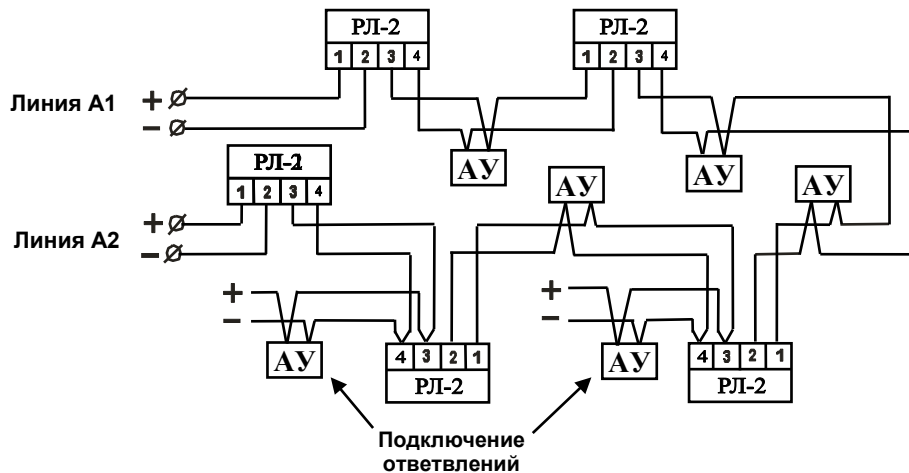 РЛ-2
РЛ-2
1 2 3 4
1 2 3 4
Линия А1
+
−
АУ
АУ
РЛ-2
1 2 3 4
АУ
АУ
Линия А2
+
−
+
−
+
−
АУ
4 3 2 1
АУ
4 3 2 1
РЛ-2
РЛ-2
Подключение
ответвлений